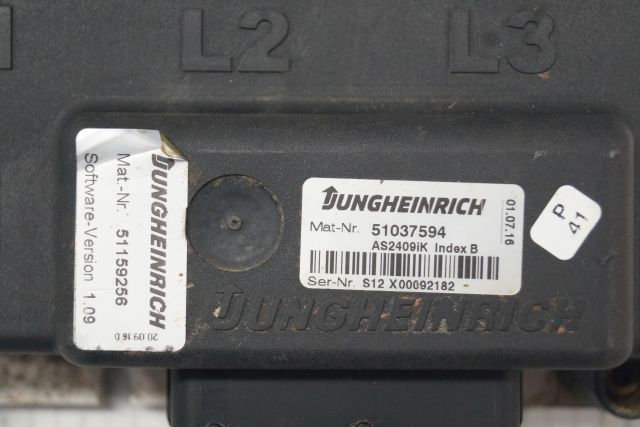 L2 L3
JUNGHEINRICH
Mat.-Nr. 51159256
Software-Version 1.09
20 09 16 0
JUNGHEINRICH
01.07.16
Mat-Nr. 51037594
AS2409iK Index B
Ser-Nr. S12 X00092182
P
41
JUNGHEINRICH